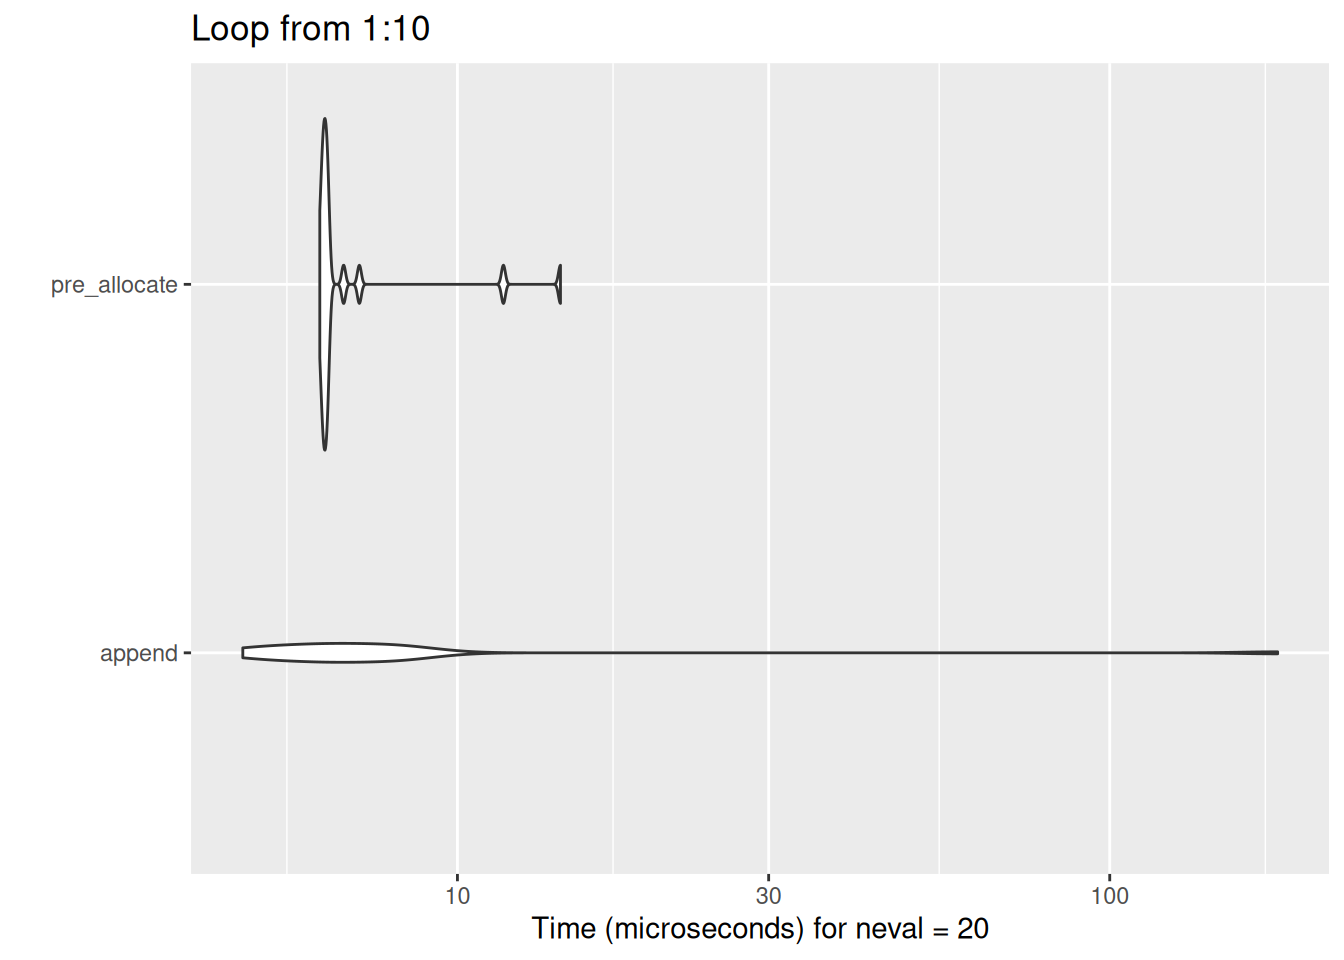 Loop from 1:10
pre_allocate
append
10
30
100
Time (microseconds) for neval = 20